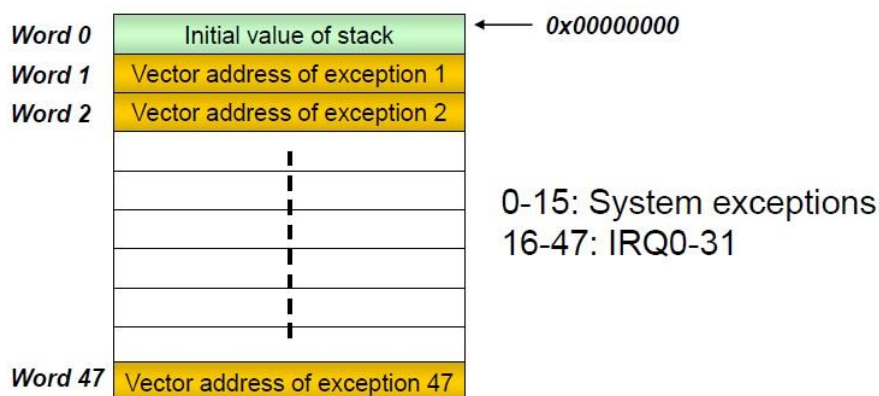 Word 0 Initial value of stack 0x00000000
Word 1 Vector address of exception 1
Word 2 Vector address of exception 2
0-15: System exceptions
16-47: IRQ0-31
Word 47 Vector address of exception 47